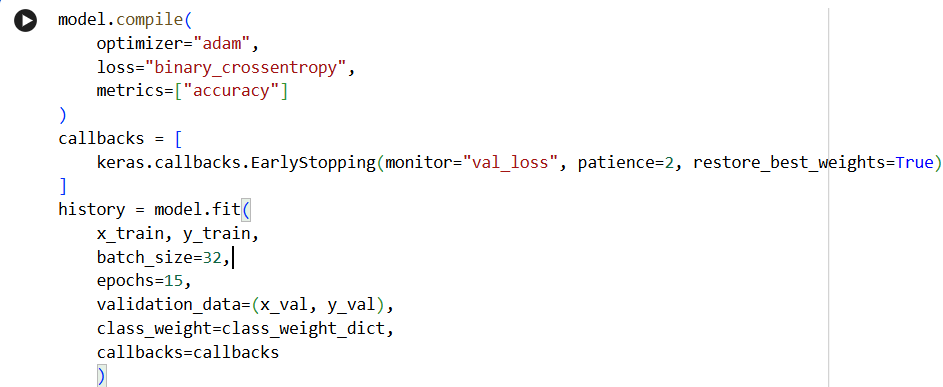 model.compile(
    optimizer="adam",
    loss="binary_crossentropy",
    metrics=["accuracy"]
)
callbacks = [
    keras.callbacks.EarlyStopping(monitor="val_loss", patience=2, restore_best_weights=True)
]
history = model.fit(
    x_train, y_train,
    batch_size=32,
    epochs=15,
    validation_data=(x_val, y_val),
    class_weight=class_weight_dict,
    callbacks=callbacks
    )